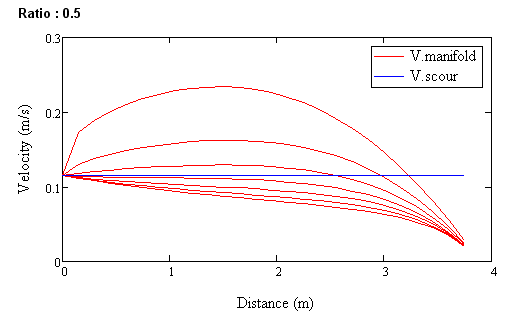 Ratio : 0.5
0.3
V.manifold
V.scour
0.2
Velocity (m/s)
0.1
0
0 1 2 3 4
Distance (m)